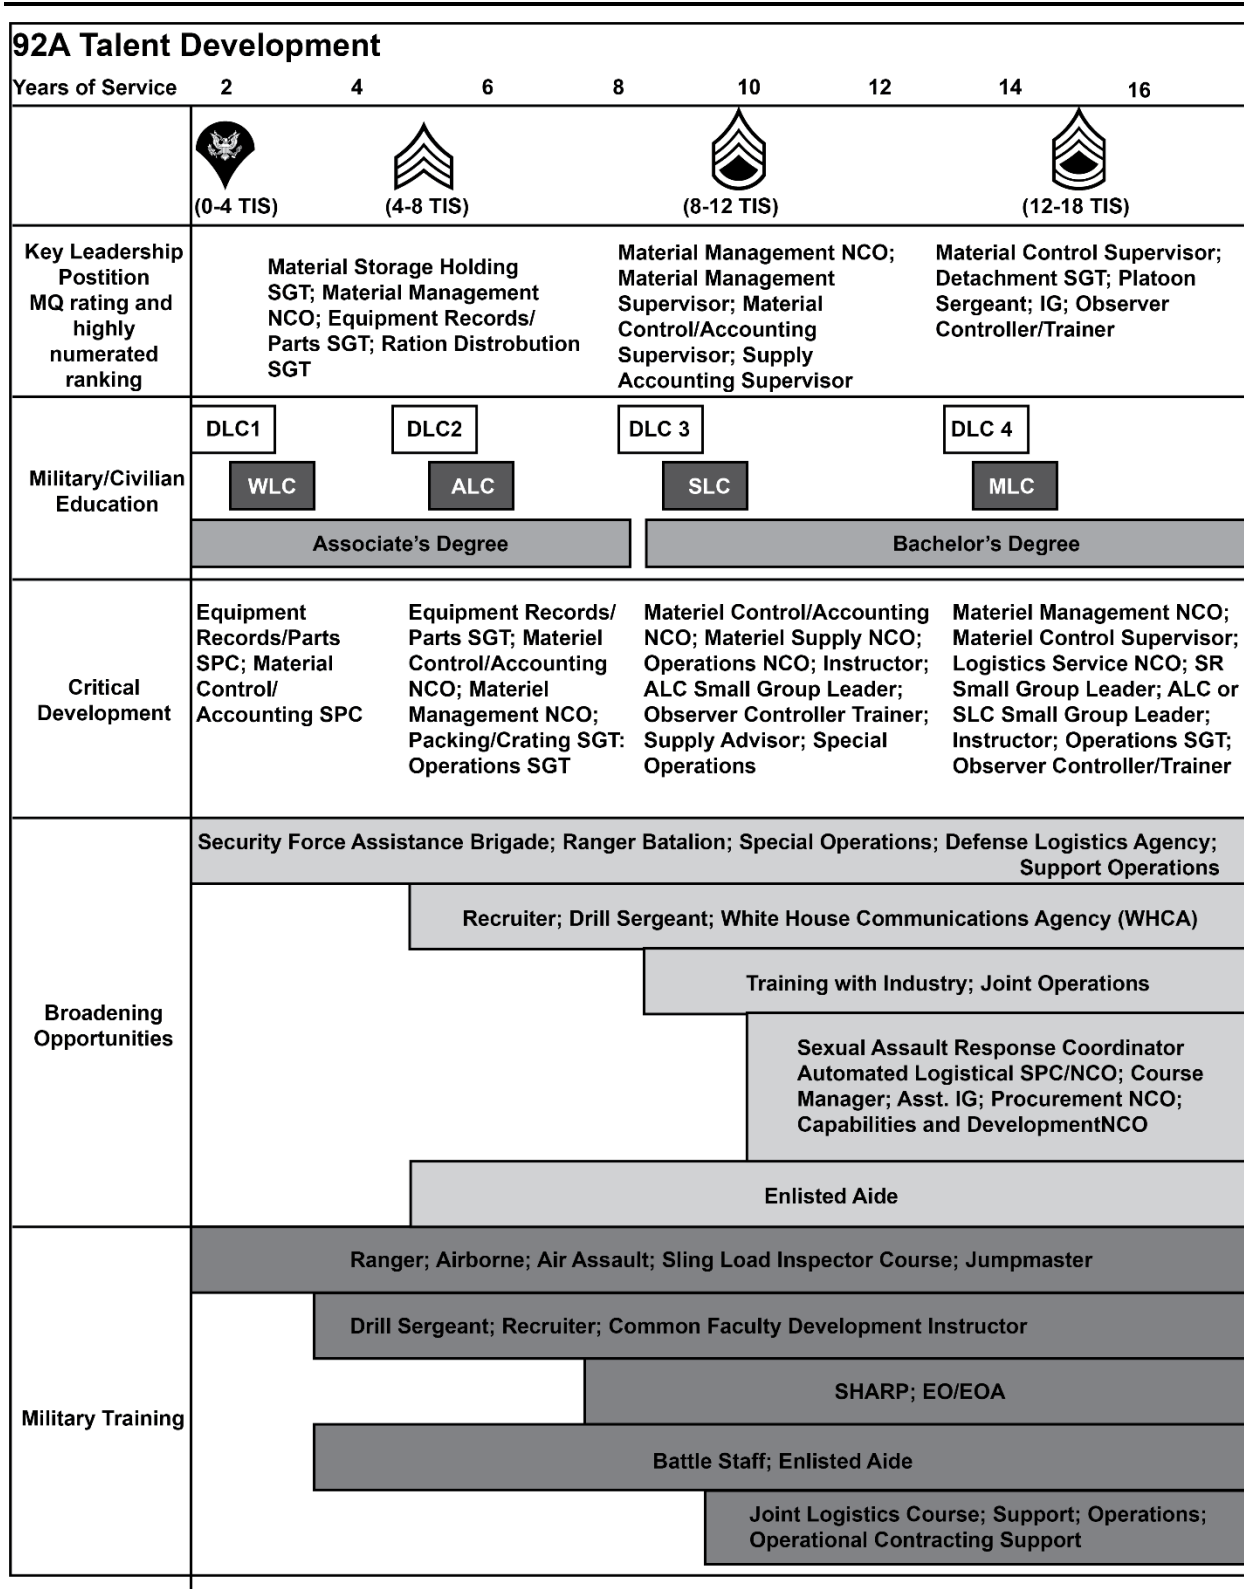 92A Talent Development
Years of Service 2 4 6 8 10 12 14 16
(0-4 TIS) (4-8 TIS) (8-12 TIS) (12-18 TIS)
Key Leadership
Postition
MQ rating and
highly
numerated
ranking
Material Storage Holding
SGT; Material Management
NCO; Equipment Records/
Parts SGT; Ration Distrobution
SGT
Material Management NCO;
Material Management
Supervisor; Material
Control/Accounting
Supervisor; Supply
Accounting Supervisor
Material Control Supervisor;
Detachment SGT; Platoon
Sergeant; IG; Observer
Controller/Trainer
Military/Civilian
Education
DLC1 DLC2 DLC 3 DLC 4
WLC ALC SLC MLC
Associate's Degree Bachelor's Degree
Critical
Development
Equipment
Records/Parts
SPC; Material
Control/
Accounting SPC
Equipment Records/
Parts SGT; Materiel
Control/Accounting
NCO; Materiel
Management NCO;
Packing/Crating SGT:
Operations SGT
Materiel Control/Accounting
NCO; Materiel Supply NCO;
Operations NCO; Instructor;
ALC Small Group Leader;
Observer Controller Trainer;
Supply Advisor; Special
Operations
Materiel Management NCO;
Materiel Control Supervisor;
Logistics Service NCO; SR
Small Group Leader; ALC or
SLC Small Group Leader;
Instructor; Operations SGT;
Observer Controller/Trainer
Broadening
Opportunities
Security Force Assistance Brigade; Ranger Batalion; Special Operations; Defense Logistics Agency;
Support Operations
Recruiter; Drill Sergeant; White House Communications Agency (WHCA)
Training with Industry; Joint Operations
Sexual Assault Response Coordinator
Automated Logistical SPC/NCO; Course
Manager; Asst. IG; Procurement NCO;
Capabilities and DevelopmentNCO
Enlisted Aide
Military Training
Ranger; Airborne; Air Assault; Sling Load Inspector Course; Jumpmaster
Drill Sergeant; Recruiter; Common Faculty Development Instructor
SHARP; EO/EOA
Battle Staff; Enlisted Aide
Joint Logistics Course; Support; Operations;
Operational Contracting Support